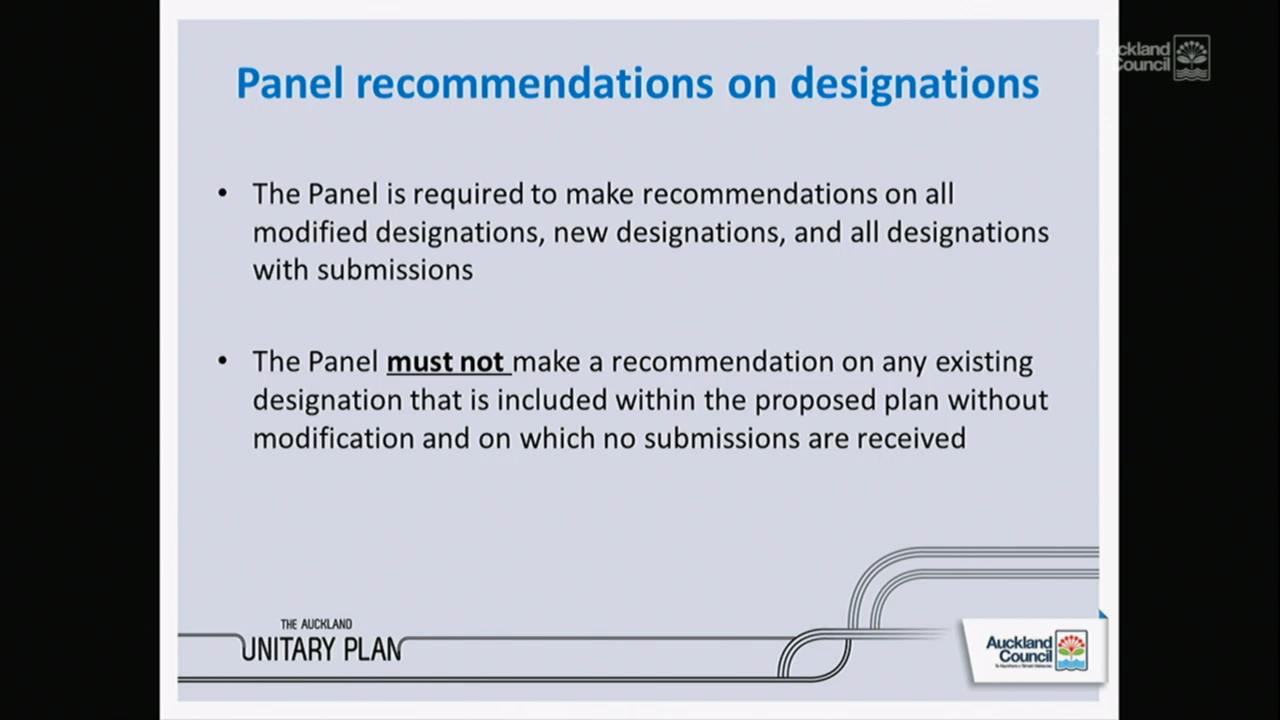 Auckland
Council
Panel recommendations on designations
• The Panel is required to make recommendations on all
modified designations, new designations, and all designations
with submissions
• The Panel must not make a recommendation on any existing
designation that is included within the proposed plan without
modification and on which no submissions are received
THE AUCKLAND
UNITARY PLAN
Auckland
Council